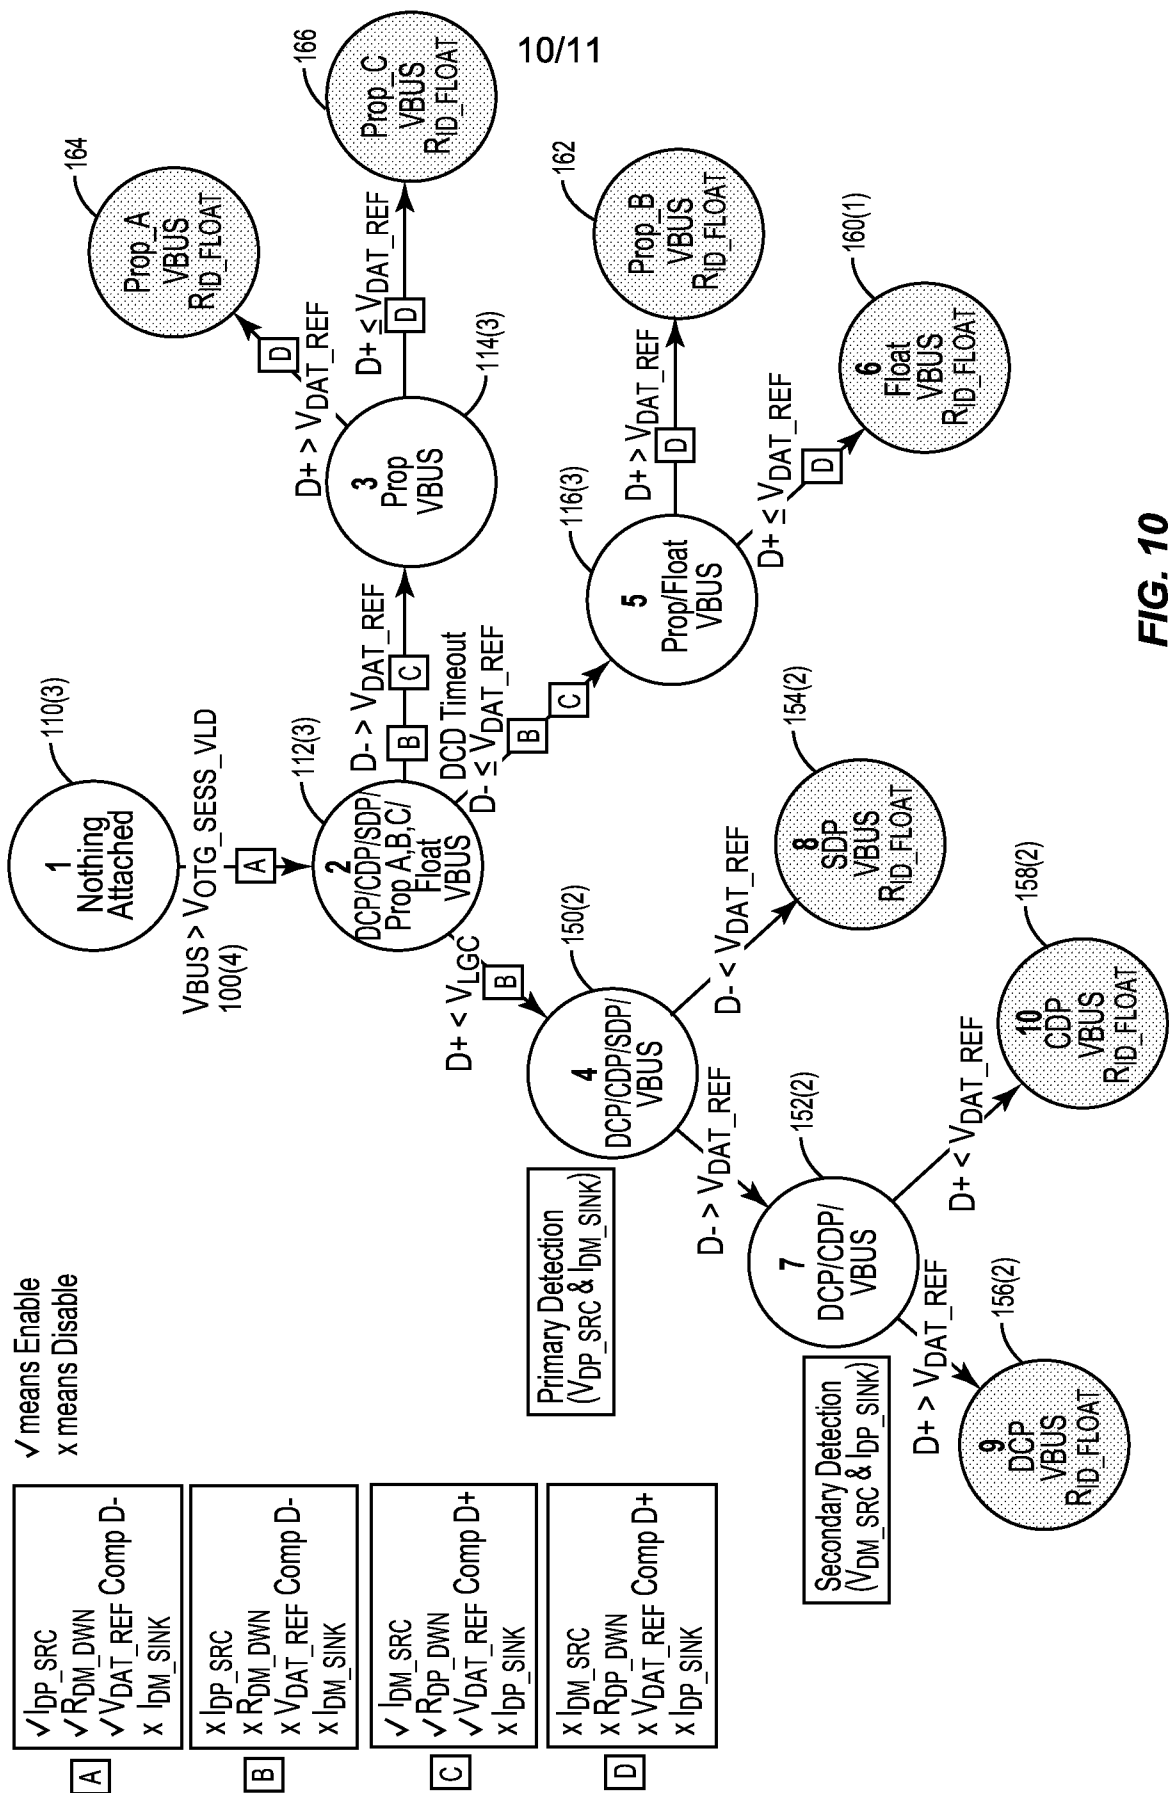 10/11
✓ means Enable
x means Disable
A
✓ IDP_SRC
✓ RDM_DWN
✓ VDAT_REF Comp D-
x IDM_SINK
B
x IDP_SRC
x RDM_DWN
x VDAT_REF Comp D-
x IDM_SINK
C
✓ IDM_SRC
✓ RDP_DWN
✓ VDAT_REF Comp D+
x IDP_SINK
D
x IDM_SRC
x RDP_DWN
x VDAT_REF Comp D+
x IDP_SINK
1
Nothing
Attached
110(3)
VBUS > VOTG_SESS_VLD
100(4)
A
2
DCP/CDP/SDP/
Prop A,B,C/
Float
VBUS
112(3)
D- > VDAT_REF
B
C
3
Prop
VBUS
114(3)
D+ > VDAT_REF
D
Prop_A
VBUS
RID_FLOAT
164
D+ ≤ VDAT_REF
D
Prop_C
VBUS
RID_FLOAT
166
DCD Timeout
D- ≤ VDAT_REF
B
C
5
Prop/Float
VBUS
116(3)
D+ > VDAT_REF
D
Prop_B
VBUS
RID_FLOAT
162
D+ ≤ VDAT_REF
D
6
Float
VBUS
RID_FLOAT
160(1)
D+ < VLGC
B
4
DCP/CDP/SDP/
VBUS
150(2)
Primary Detection
(VDP_SRC & IDM_SINK)
D- < VDAT_REF
8
SDP
VBUS
RID_FLOAT
154(2)
D- > VDAT_REF
7
DCP/CDP/
VBUS
152(2)
Secondary Detection
(VDM_SRC & IDP_SINK)
D+ < VDAT_REF
10
CDP
VBUS
RID_FLOAT
158(2)
D+ > VDAT_REF
9
DCP
VBUS
RID_FLOAT
156(2)
FIG. 10